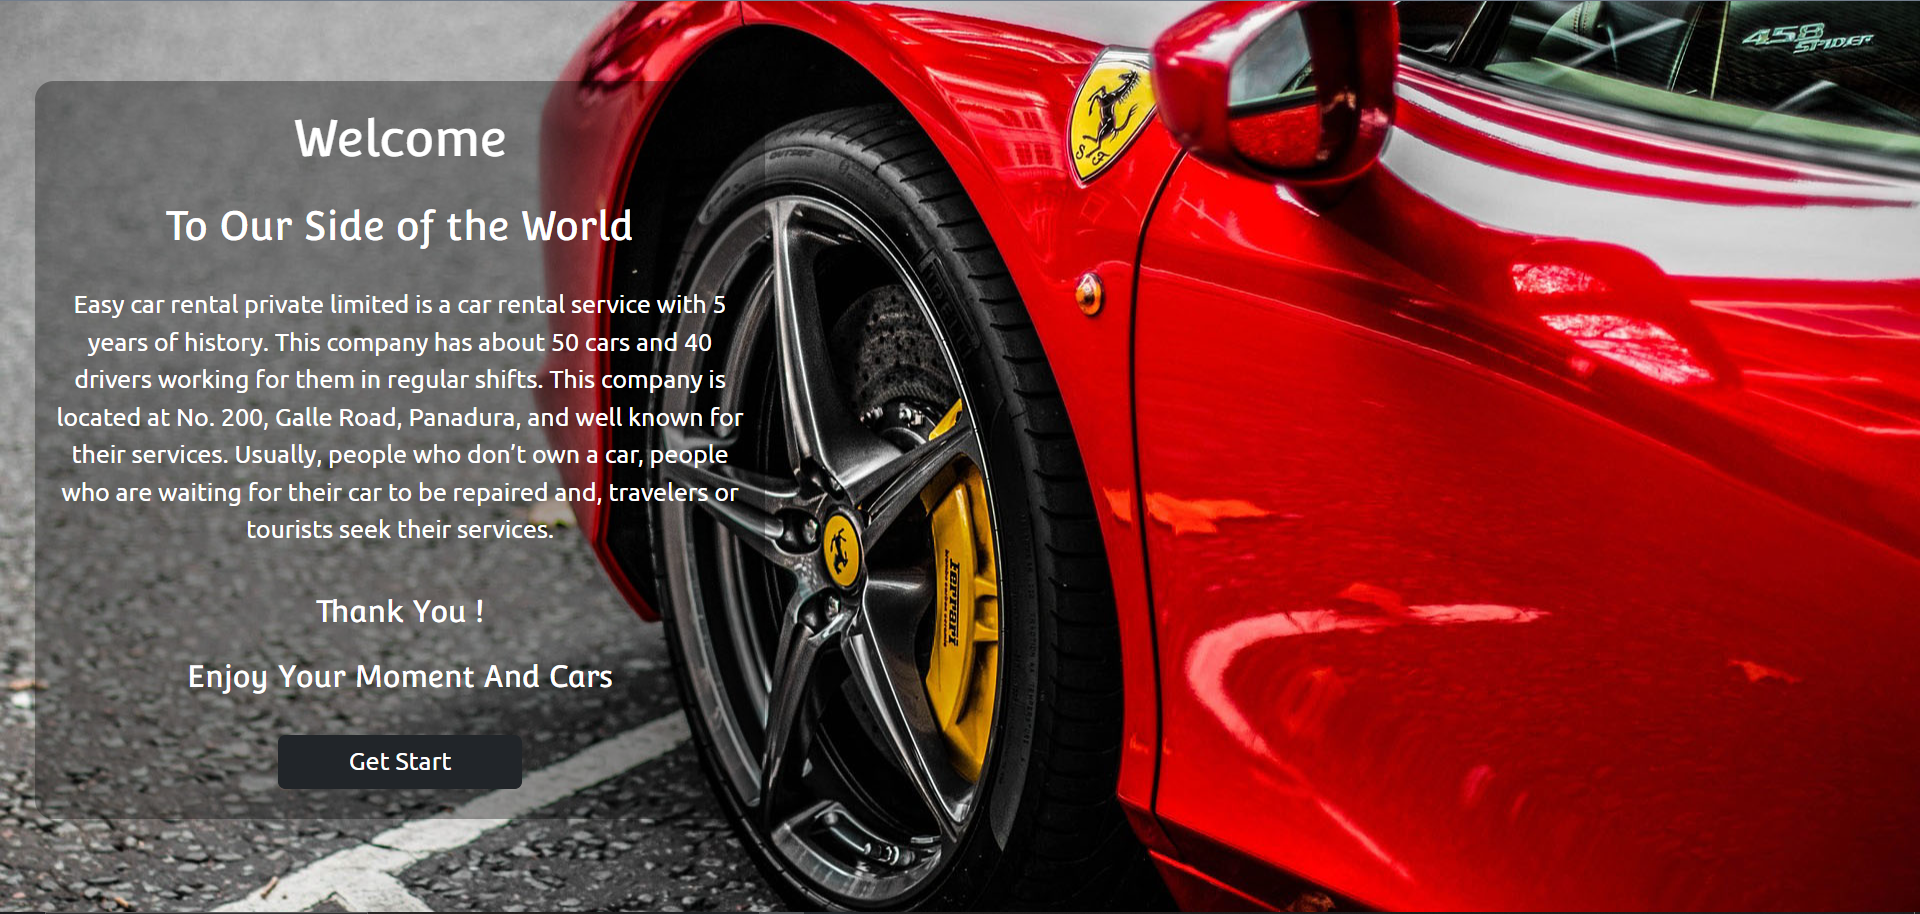 Welcome
To Our Side of the World
Easy car rental private limited is a car rental service with 5
years of history. This company has about 50 cars and 40
drivers working for them in regular shifts. This company is
located at No. 200, Galle Road, Panadura, and well known for
their services. Usually, people who don’t own a car, people
who are waiting for their car to be repaired and, travelers or
tourists seek their services.
Thank You !
Enjoy Your Moment And Cars
Get Start
458
SPIDER
S
Ferrari